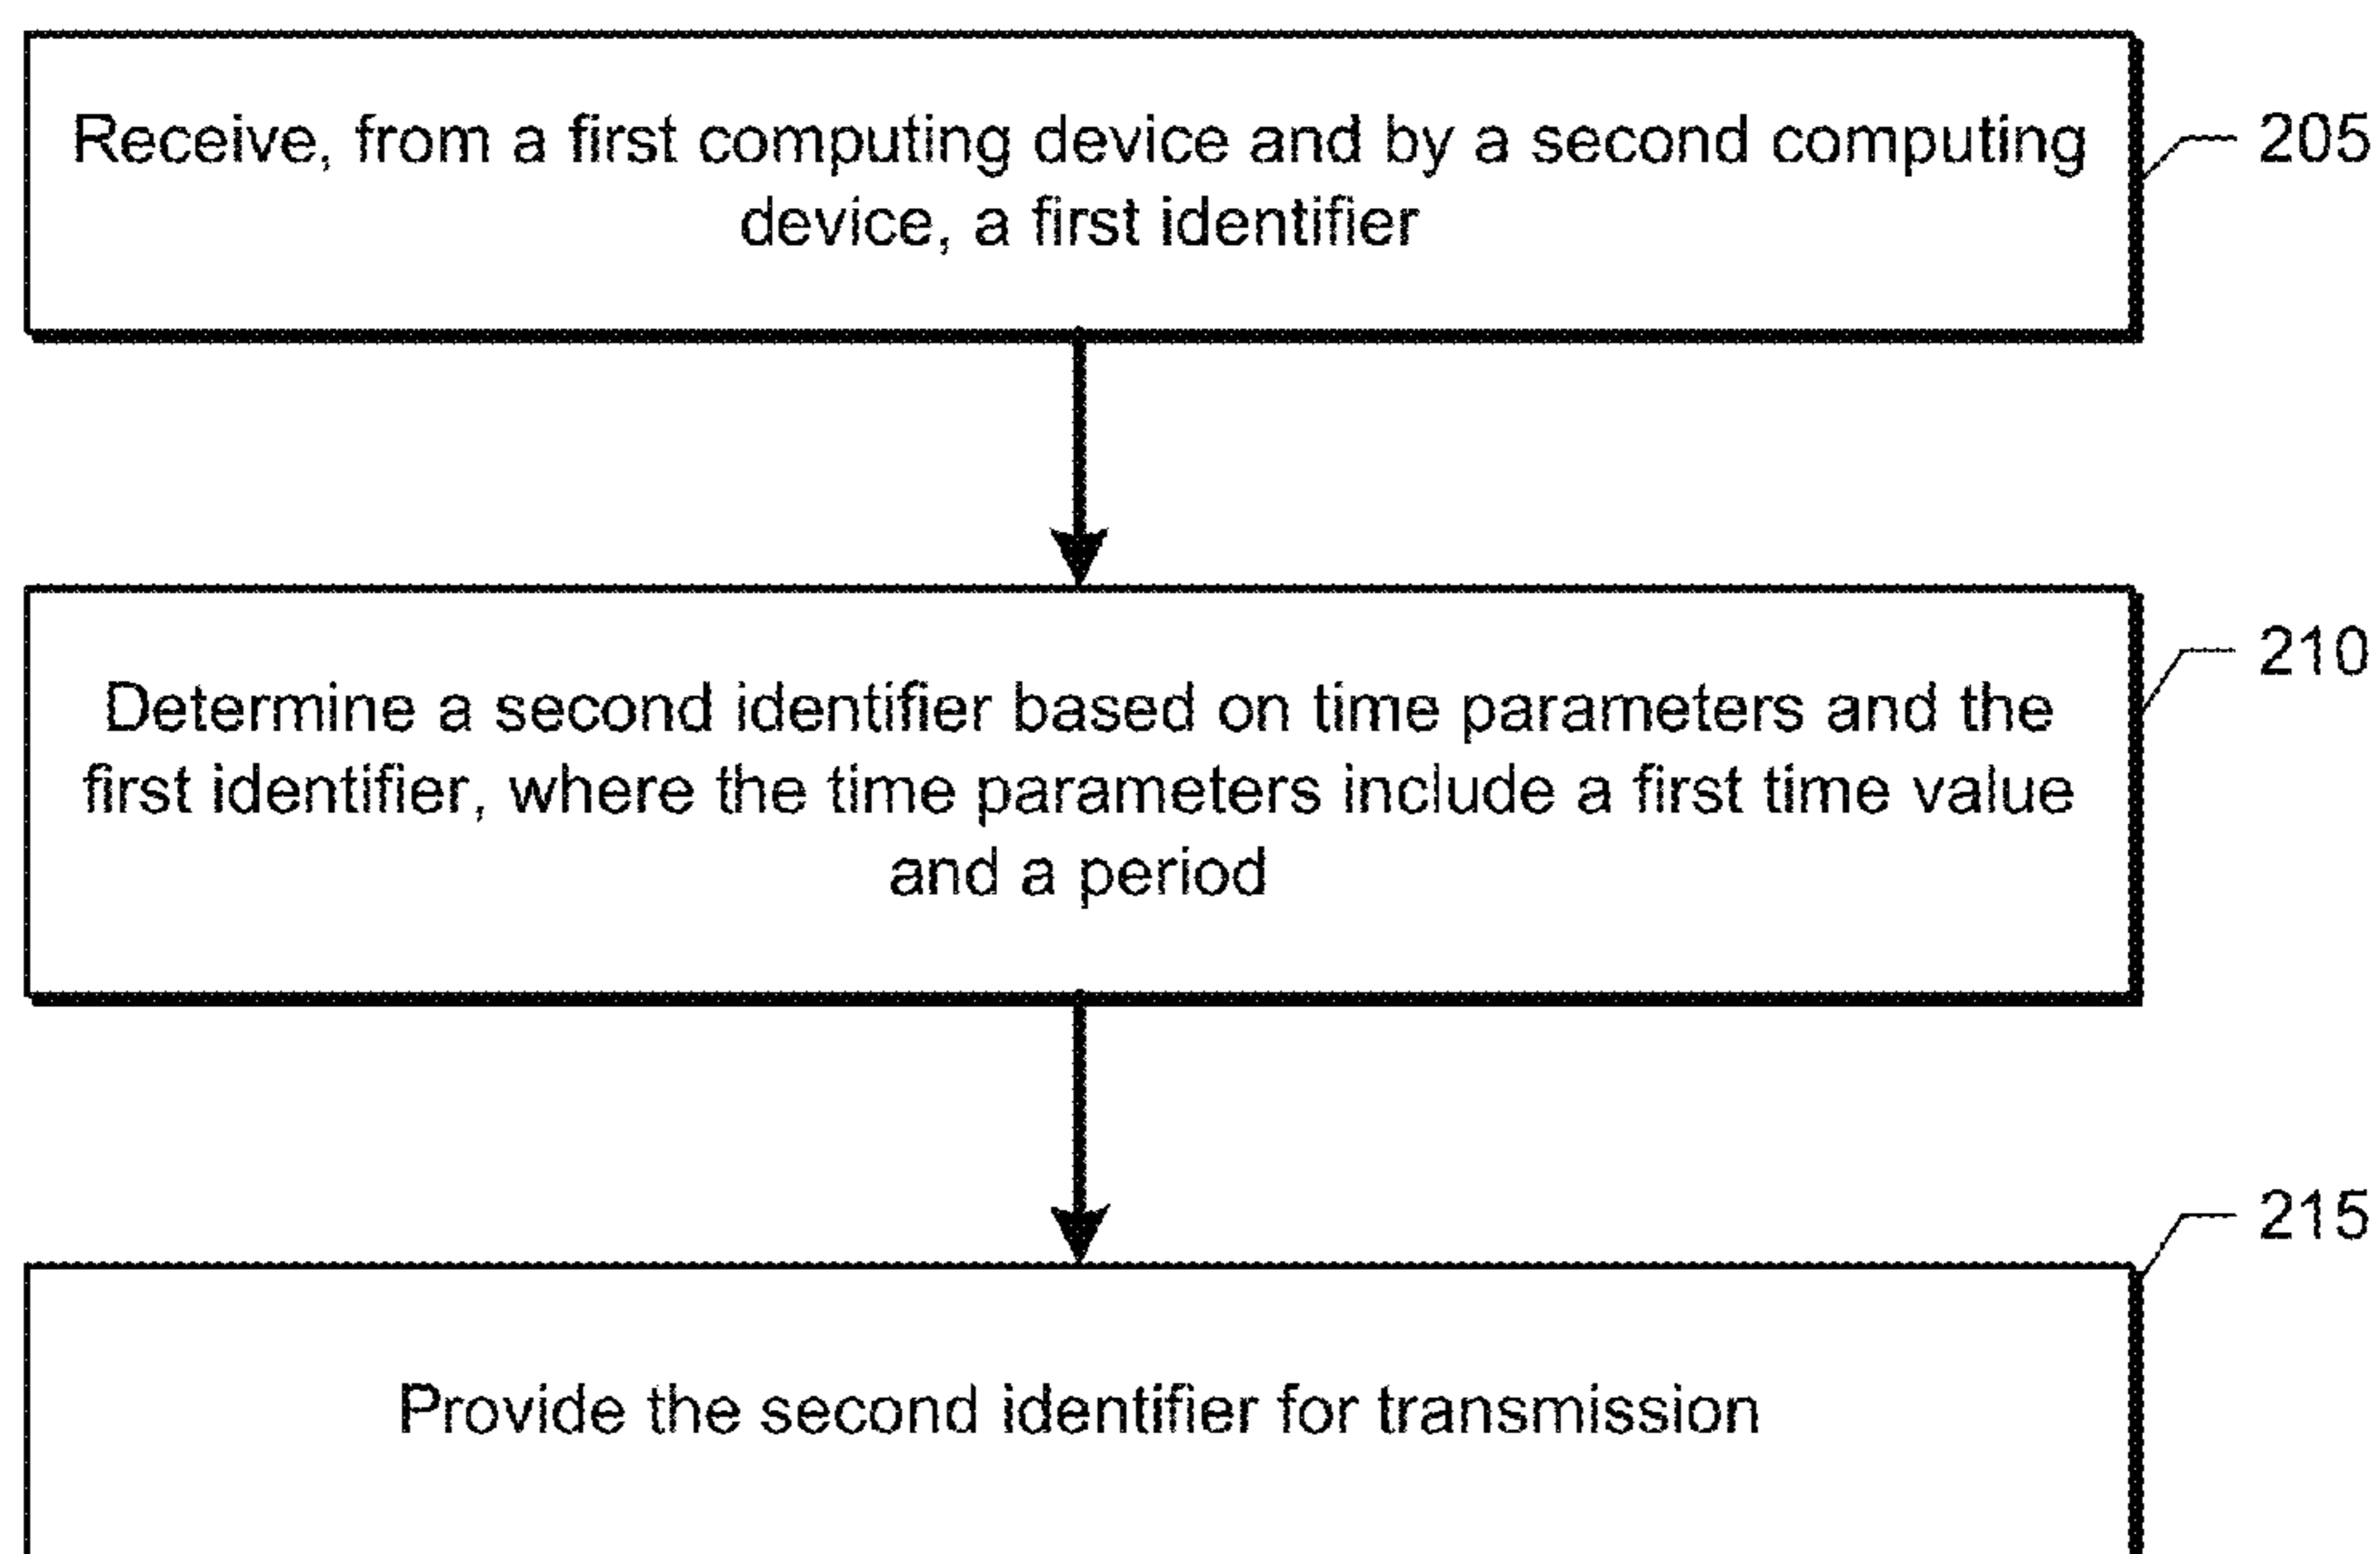 Receive, from a first computing device and by a second computing
device, a first identifier
205
Determine a second identifier based on time parameters and the
first identifier, where the time parameters include a first time value
and a period
210
Provide the second identifier for transmission
215